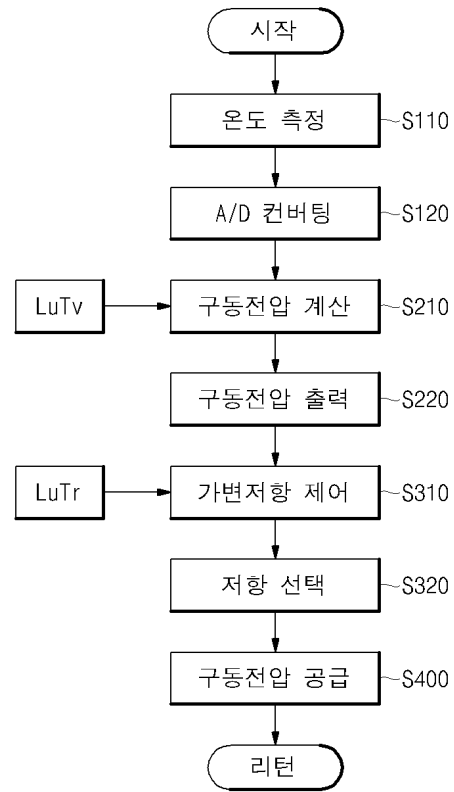 시작
온도 측정 S110
A/D 컨버팅 S120
LuTv 구동전압 계산 S210
구동전압 출력 S220
LuTr 가변저항 제어 S310
저항 선택 S320
구동전압 공급 S400
리턴